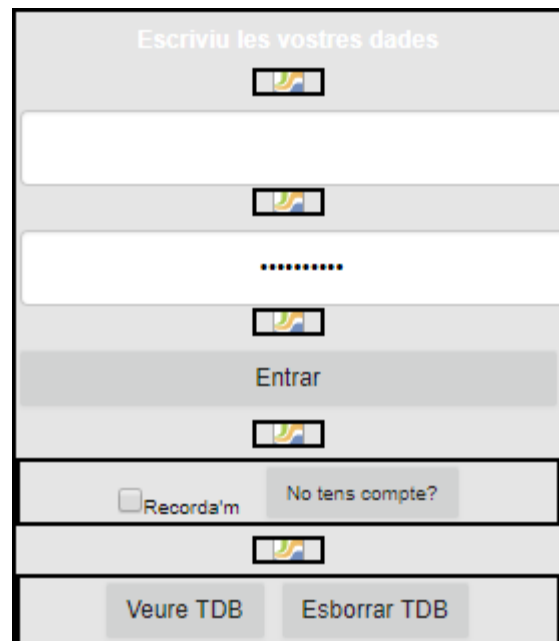 Escriviu les vostres dades
••••••••••
Entrar
Recorda'm No tens compte?
Veure TDB Esborrar TDB